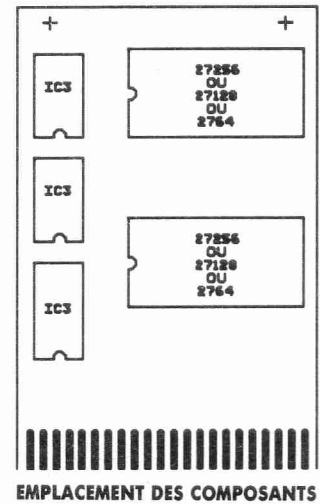 IC3
27256
OU
27128
OU
2764
IC3
27256
OU
27128
OU
2764
IC3
EMPLACEMENT DES COMPOSANTS